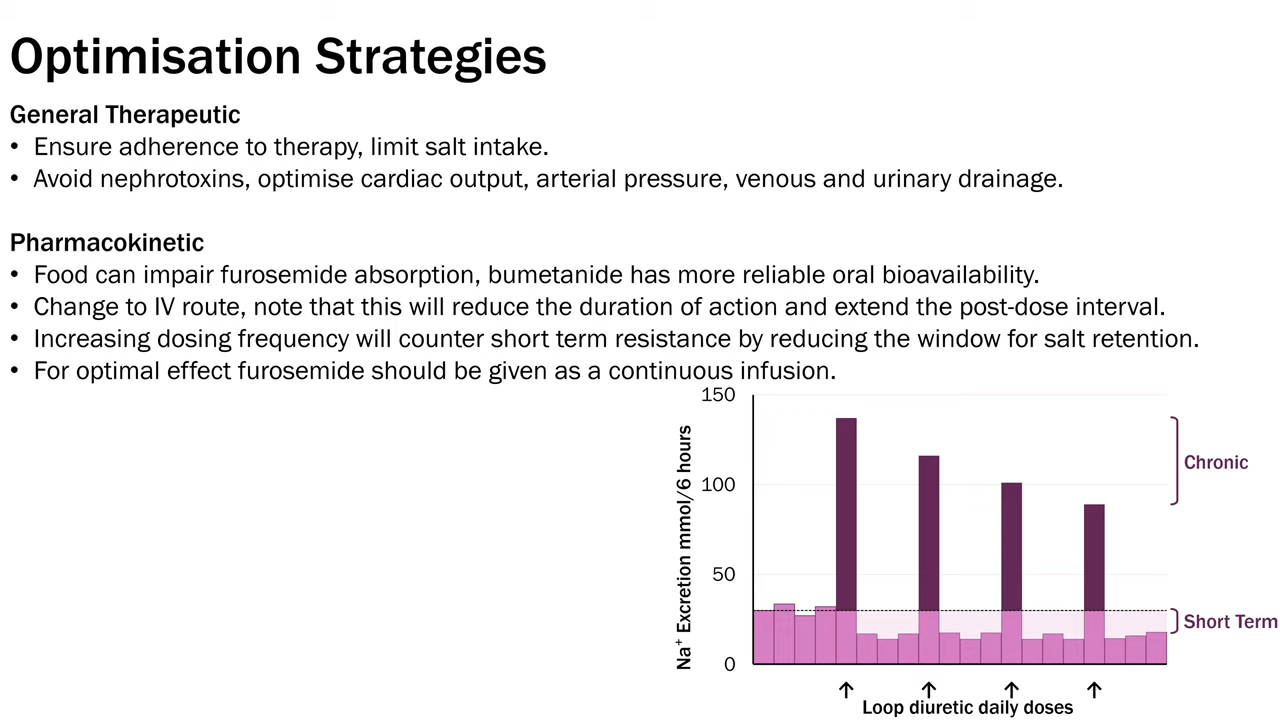 Optimisation Strategies
General Therapeutic
• Ensure adherence to therapy, limit salt intake.
• Avoid nephrotoxins, optimise cardiac output, arterial pressure, venous and urinary drainage.
Pharmacokinetic
• Food can impair furosemide absorption, bumetanide has more reliable oral bioavailability.
• Change to IV route, note that this will reduce the duration of action and extend the post-dose interval.
• Increasing dosing frequency will counter short term resistance by reducing the window for salt retention.
• For optimal effect furosemide should be given as a continuous infusion.
Na⁺ Excretion mmol/6 hours
150
100
50
0
Chronic
Short Term
↑ ↑ ↑ ↑
Loop diuretic daily doses